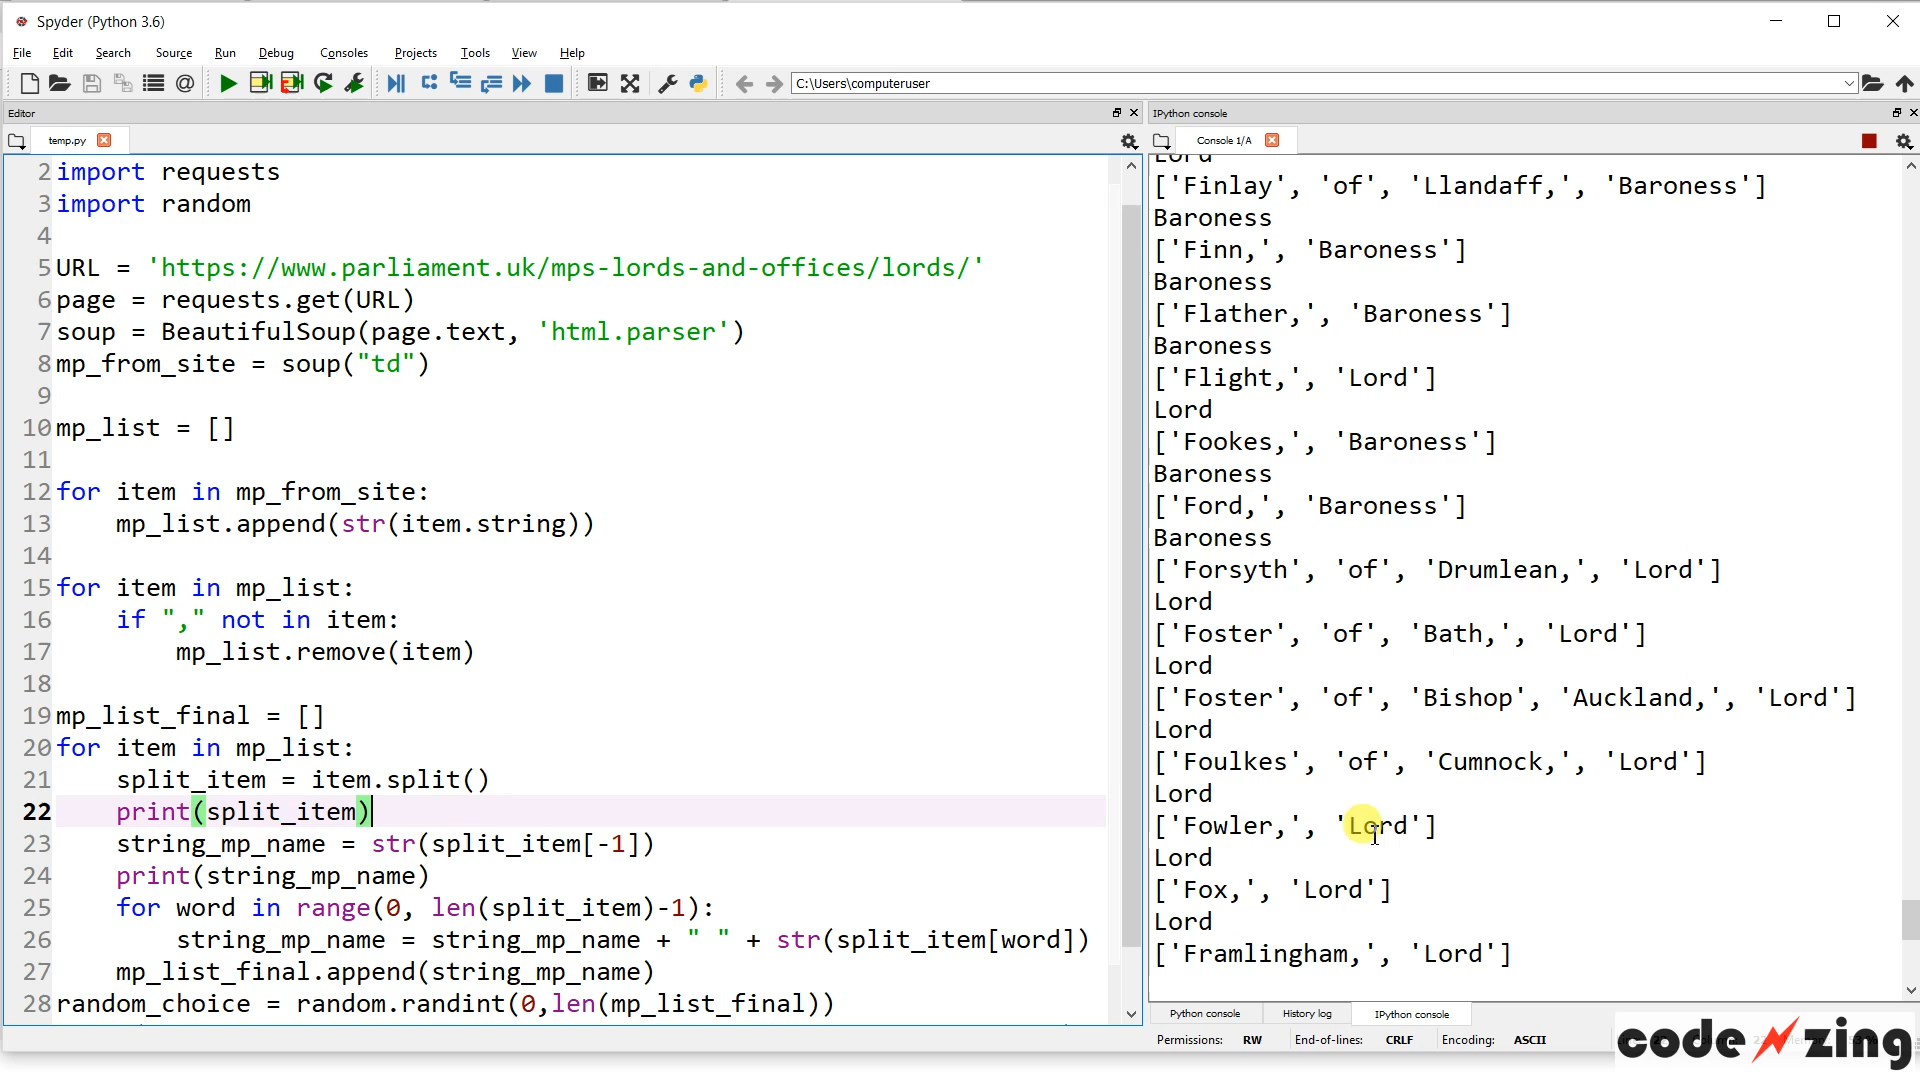 Spyder (Python 3.6)
File Edit Search Source Run Debug Consoles Projects Tools View Help
C:\Users\computeruser
Editor
temp.py
2 import requests
3 import random
4
5 URL = 'https://www.parliament.uk/mps-lords-and-offices/lords/'
6 page = requests.get(URL)
7 soup = BeautifulSoup(page.text, 'html.parser')
8 mp_from_site = soup("td")
9
10 mp_list = []
11
12 for item in mp_from_site:
13     mp_list.append(str(item.string))
14
15 for item in mp_list:
16     if "," not in item:
17         mp_list.remove(item)
18
19 mp_list_final = []
20 for item in mp_list:
21     split_item = item.split()
22     print(split_item)
23     string_mp_name = str(split_item[-1])
24     print(string_mp_name)
25     for word in range(0, len(split_item)-1):
26         string_mp_name = string_mp_name + " " + str(split_item[word])
27     mp_list_final.append(string_mp_name)
28 random_choice = random.randint(0,len(mp_list_final))
IPython console
Console 1/A
Lord
['Finlay', 'of', 'Llandaff,', 'Baroness']
Baroness
['Finn,', 'Baroness']
Baroness
['Flather,', 'Baroness']
Baroness
['Flight,', 'Lord']
Lord
['Fookes,', 'Baroness']
Baroness
['Ford,', 'Baroness']
Baroness
['Forsyth', 'of', 'Drumlean,', 'Lord']
Lord
['Foster', 'of', 'Bath,', 'Lord']
Lord
['Foster', 'of', 'Bishop', 'Auckland,', 'Lord']
Lord
['Foulkes', 'of', 'Cumnock,', 'Lord']
Lord
['Fowler,', 'Lord']
Lord
['Fox,', 'Lord']
Lord
['Framlingham,', 'Lord']
Python console History log IPython console
Permissions: RW End-of-lines: CRLF Encoding: ASCII
code zing